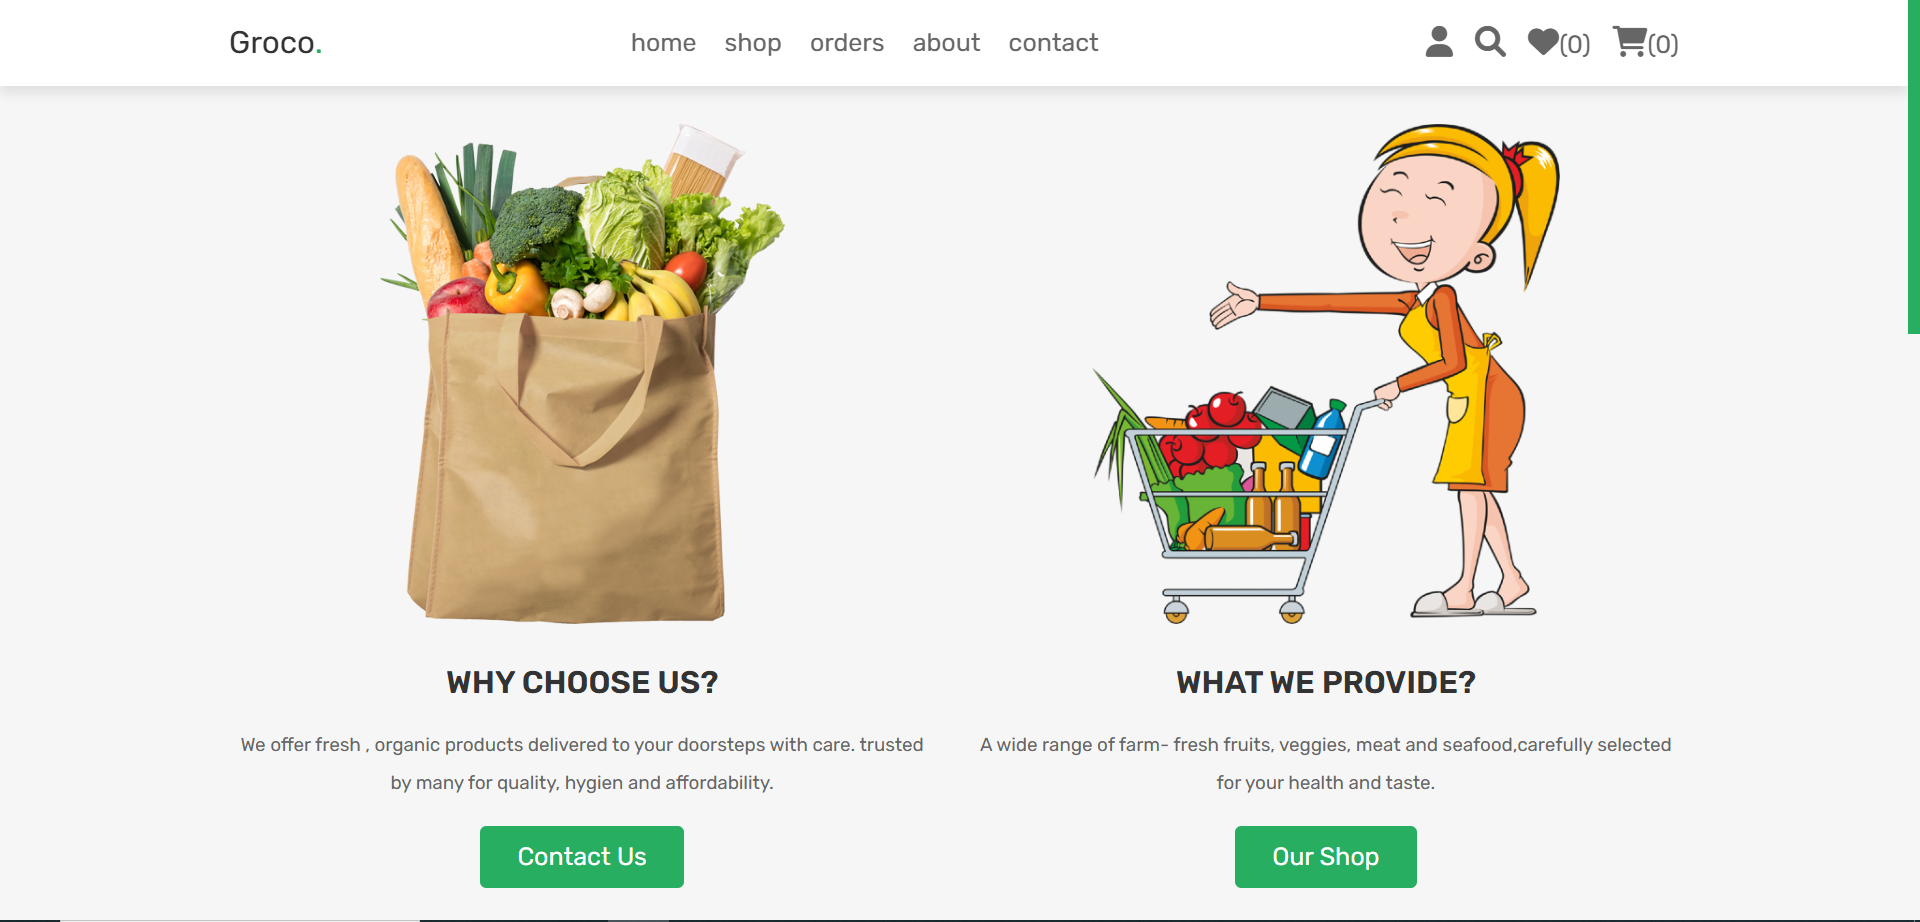 Groco.
home shop orders about contact
(0) (0)
WHY CHOOSE US?
We offer fresh , organic products delivered to your doorsteps with care. trusted
by many for quality, hygien and affordability.
Contact Us
WHAT WE PROVIDE?
A wide range of farm- fresh fruits, veggies, meat and seafood,carefully selected
for your health and taste.
Our Shop